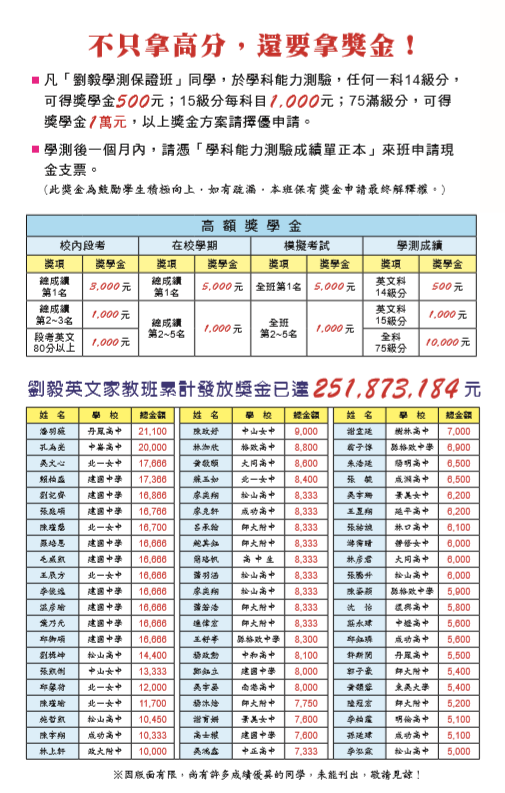 不只拿高分，還要拿獎金！
■ 凡「劉毅學測保證班」同學，於學科能力測驗，任何一科14級分，
可得獎學金500元；15級分每科目1,000元；75滿級分，可得
獎學金1萬元，以上獎金方案請擇優申請。
■ 學測後一個月內，請憑「學科能力測驗成績單正本」來班申請現
金支票。
(此獎金為鼓勵學生積極向上，如有疏漏，本班保有獎金申請最終解釋權。)
高額獎學金
校內段考 在校學期 模擬考試 學測成績
獎項 獎學金 獎項 獎學金 獎項 獎學金 獎項 獎學金
總成績第1名 3,000元 總成績第1名 5,000元 全班第1名 5,000元 英文科14級分 500元
總成績第2~3名 1,000元 總成績第2~5名 1,000元 全班第2~5名 1,000元 英文科15級分 1,000元
段考英文80分以上 1,000元 全科75級分 10,000元
劉毅英文家教班累計發放獎金已達251,873,184元
姓名 學校 總金額 姓名 學校 總金額 姓名 學校 總金額
潘羽薇 丹鳳高中 21,100 陳玫妤 中山女中 9,000 謝宜廷 樹林高中 7,000
孔為亮 中崙高中 20,000 林加欣 格致高中 8,800 翁子惇 縣格致中學 6,900
吳文心 北一女中 17,666 黃敬順 大同高中 8,600 朱浩廷 陽明高中 6,500
賴柏盛 建國中學 17,366 蘇玉如 北一女中 8,400 張毓 成淵高中 6,500
劉記齊 建國中學 16,866 廖奕翔 松山高中 8,333 吳宇珊 景美女中 6,200
張庭碩 建國中學 16,766 廖克軒 成功高中 8,333 王昱翔 延平高中 6,200
陳瑾慈 北一女中 16,700 呂承翰 師大附中 8,333 張祐誠 林口高中 6,100
羅培恩 建國中學 16,666 鮑其鈺 師大附中 8,333 游宥晴 薇閣女中 6,000
毛威凱 建國中學 16,666 簡珞帆 高中生 8,333 林彥君 大同高中 6,000
王辰方 北一女中 16,666 蕭羽涵 松山高中 8,333 張騰升 松山高中 6,000
李俊逸 建國中學 16,666 廖奕翔 松山高中 8,333 陳姿穎 縣格致中學 5,900
溫彥瑜 建國中學 16,666 蕭若浩 師大附中 8,333 沈怡 復興高中 5,800
葉乃元 建國中學 16,666 連偉宏 師大附中 8,333 莊永瑋 中壢高中 5,600
邱御碩 建國中學 16,666 王舒葶 縣格致中學 8,300 邱鈺璘 成功高中 5,600
劉楒坤 松山高中 14,400 楊政勳 中和高中 8,100 許斯閔 丹鳳高中 5,500
張凱俐 中山女中 13,333 鄭鈺立 建國中學 8,000 郭子豪 師大附中 5,400
邱馨荷 北一女中 12,000 吳宇晏 南港高中 8,000 黃韻蓉 東吳大學 5,400
陳瑾瑜 北一女中 11,700 楊沐焓 師大附中 7,750 陸冠宏 師大附中 5,200
施哲凱 松山高中 10,450 謝育姍 景美女中 7,600 李柏霆 明倫高中 5,100
陳宇翔 成功高中 10,333 高士權 建國中學 7,600 孫廷瑋 成功高中 5,100
林上軒 政大附中 10,000 吳鴻鑫 中正高中 7,333 李泓霖 松山高中 5,000
※因版面有限，尚有許多成績優異的同學，未能刊出，敬請見諒！